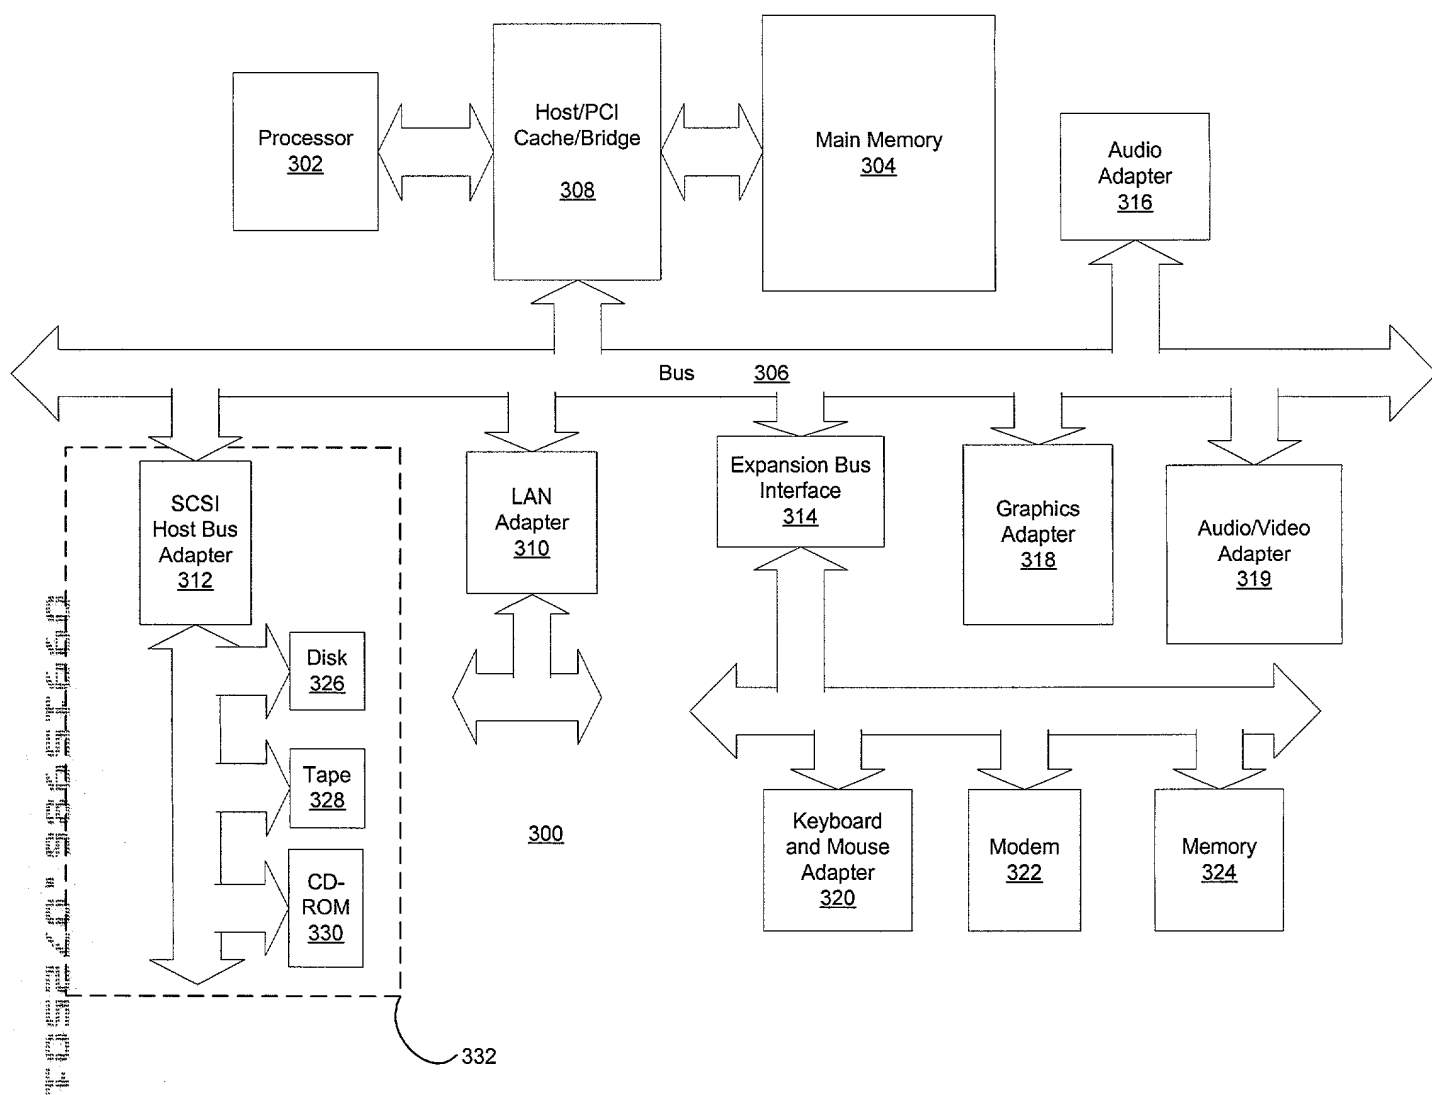 Processor
302
Host/PCI
Cache/Bridge
308
Main Memory
304
Audio
Adapter
316
Bus 306
SCSI
Host Bus
Adapter
312
LAN
Adapter
310
Expansion Bus
Interface
314
Graphics
Adapter
318
Audio/Video
Adapter
319
Disk
326
Tape
328
CD-
ROM
330
300
Keyboard
and Mouse
Adapter
320
Modem
322
Memory
324
332